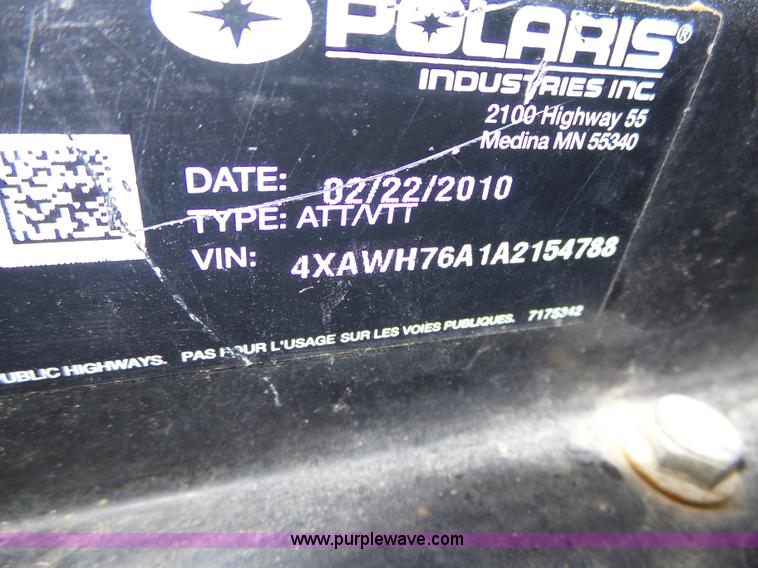 POLARIS®
INDUSTRIES INC.
2100 Highway 55
Medina MN 55340
DATE: 02/22/2010
TYPE: ATT/VTT
VIN: 4XAWH76A1A2154788
PUBLIC HIGHWAYS. PAS POUR L'USAGE SUR LES VOIES PUBLIQUES. 7175342
www.purplewave.com